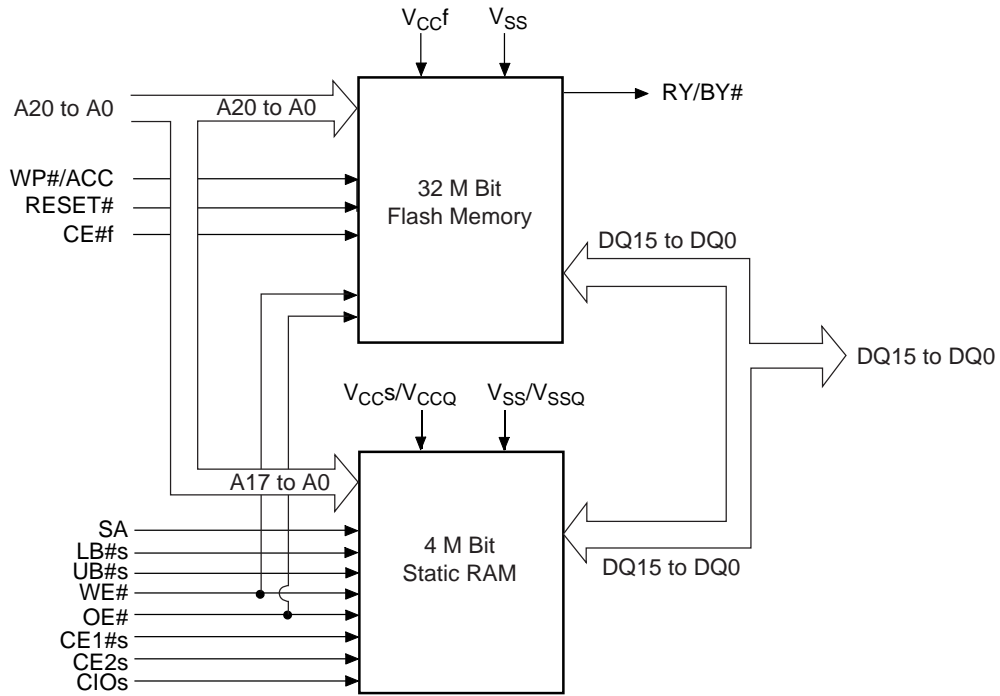 VCCf
VSS
A20 to A0
A20 to A0
RY/BY#
WP#/ACC
RESET#
CE#f
32 M Bit
Flash Memory
DQ15 to DQ0
DQ15 to DQ0
VCCs/VCCQ
VSS/VSSQ
A17 to A0
SA
LB#s
UB#s
WE#
OE#
CE1#s
CE2s
CIOs
4 M Bit
Static RAM
DQ15 to DQ0